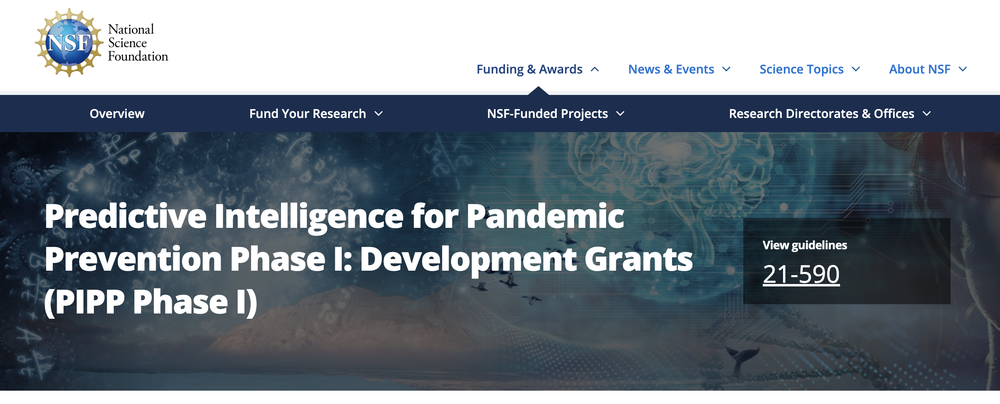 NSF
National
Science
Foundation
Funding & Awards
News & Events
Science Topics
About NSF
Overview
Fund Your Research
NSF-Funded Projects
Research Directorates & Offices
Predictive Intelligence for Pandemic
Prevention Phase I: Development Grants
(PIPP Phase I)
View guidelines
21-590